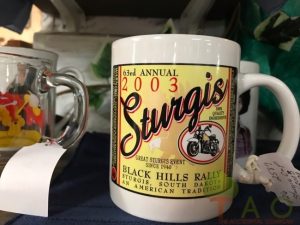 63rd ANNUAL
2003
Sturgis
GREAT STURGIS EVENT
SINCE 1940
BLACK HILLS RALLY
STURGIS, SOUTH DAKOTA
AN AMERICAN TRADITION